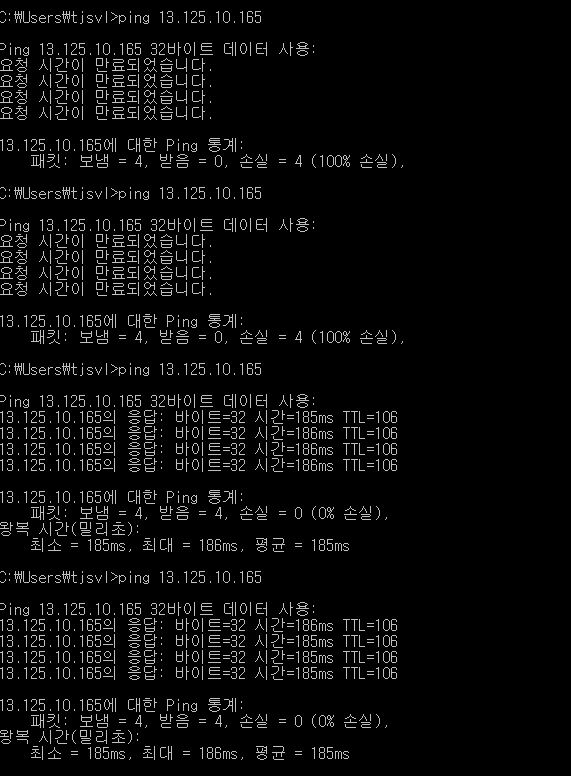 C:₩Users₩tjsvl>ping 13.125.10.165
Ping 13.125.10.165 32바이트 데이터 사용:
요청 시간이 만료되었습니다.
요청 시간이 만료되었습니다.
요청 시간이 만료되었습니다.
요청 시간이 만료되었습니다.
13.125.10.165에 대한 Ping 통계:
패킷: 보냄 = 4, 받음 = 0, 손실 = 4 (100% 손실),
C:₩Users₩tjsvl>ping 13.125.10.165
Ping 13.125.10.165 32바이트 데이터 사용:
요청 시간이 만료되었습니다.
요청 시간이 만료되었습니다.
요청 시간이 만료되었습니다.
요청 시간이 만료되었습니다.
13.125.10.165에 대한 Ping 통계:
패킷: 보냄 = 4, 받음 = 0, 손실 = 4 (100% 손실),
C:₩Users₩tjsvl>ping 13.125.10.165
Ping 13.125.10.165 32바이트 데이터 사용:
13.125.10.165의 응답: 바이트=32 시간=185ms TTL=106
13.125.10.165의 응답: 바이트=32 시간=186ms TTL=106
13.125.10.165의 응답: 바이트=32 시간=186ms TTL=106
13.125.10.165의 응답: 바이트=32 시간=186ms TTL=106
13.125.10.165에 대한 Ping 통계:
패킷: 보냄 = 4, 받음 = 4, 손실 = 0 (0% 손실),
왕복 시간(밀리초):
최소 = 185ms, 최대 = 186ms, 평균 = 185ms
C:₩Users₩tjsvl>ping 13.125.10.165
Ping 13.125.10.165 32바이트 데이터 사용:
13.125.10.165의 응답: 바이트=32 시간=186ms TTL=106
13.125.10.165의 응답: 바이트=32 시간=185ms TTL=106
13.125.10.165의 응답: 바이트=32 시간=185ms TTL=106
13.125.10.165의 응답: 바이트=32 시간=185ms TTL=106
13.125.10.165에 대한 Ping 통계:
패킷: 보냄 = 4, 받음 = 4, 손실 = 0 (0% 손실),
왕복 시간(밀리초):
최소 = 185ms, 최대 = 186ms, 평균 = 185ms